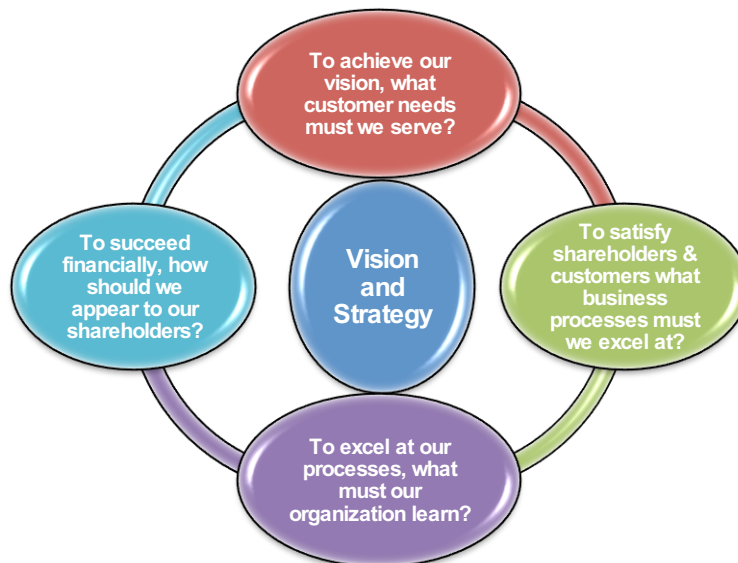 To achieve our
vision, what
customer needs
must we serve?
To succeed
financially, how
should we
appear to our
shareholders?
Vision
and
Strategy
To satisfy
shareholders &
customers what
business
processes must
we excel at?
To excel at our
processes, what
must our
organization learn?